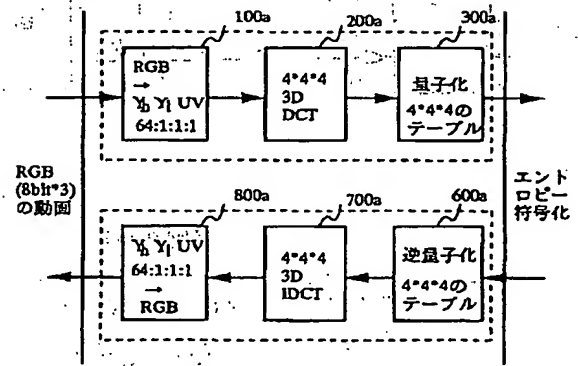 100a
200a
300a
RGB
→
Yh Yl UV
64:1:1:1
4*4*4
3D
DCT
量子化
4*4*4の
テーブル
RGB
(8bit*3)
の動画
エンド
ロピー
符号化
800a
700a
600a
Yh Yl UV
64:1:1:1
→
RGB
4*4*4
3D
IDCT
逆量子化
4*4*4の
テーブル